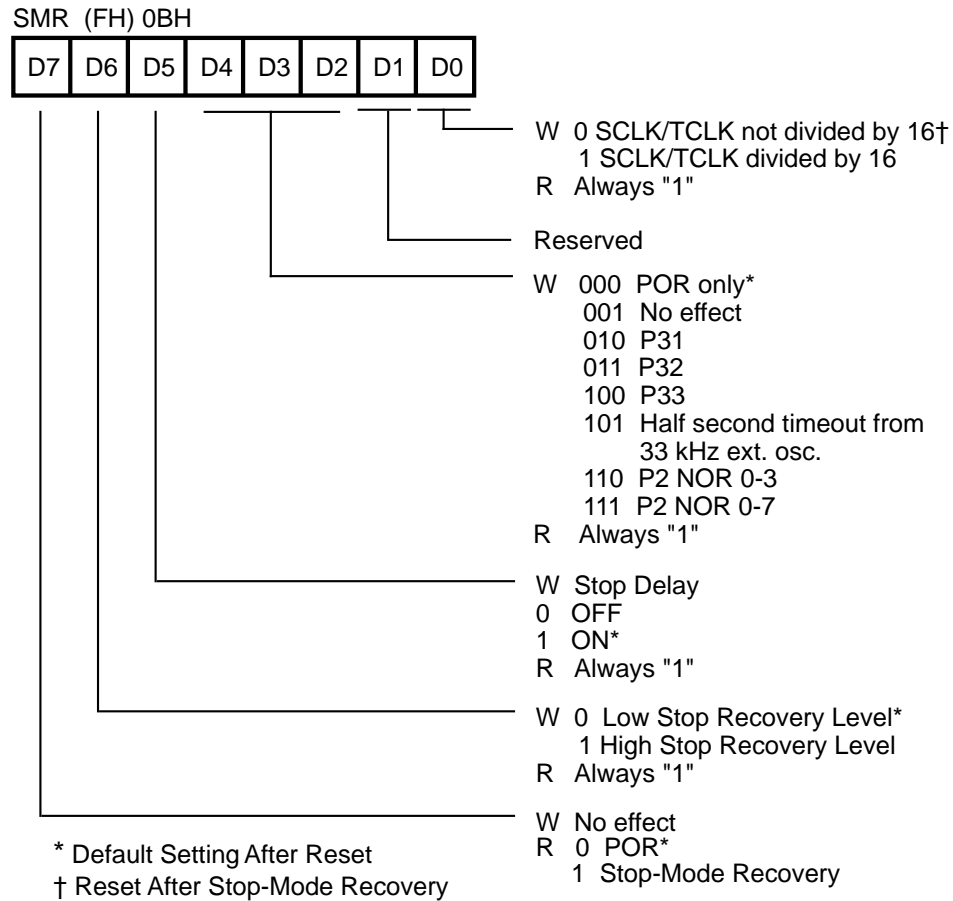 SMR (FH) 0BH
D7 D6 D5 D4 D3 D2 D1 D0
W 0 SCLK/TCLK not divided by 16†
1 SCLK/TCLK divided by 16
R Always "1"
Reserved
W 000 POR only*
001 No effect
010 P31
011 P32
100 P33
101 Half second timeout from
33 kHz ext. osc.
110 P2 NOR 0-3
111 P2 NOR 0-7
R Always "1"
W Stop Delay
0 OFF
1 ON*
R Always "1"
W 0 Low Stop Recovery Level*
1 High Stop Recovery Level
R Always "1"
W No effect
R 0 POR*
1 Stop-Mode Recovery
* Default Setting After Reset
† Reset After Stop-Mode Recovery